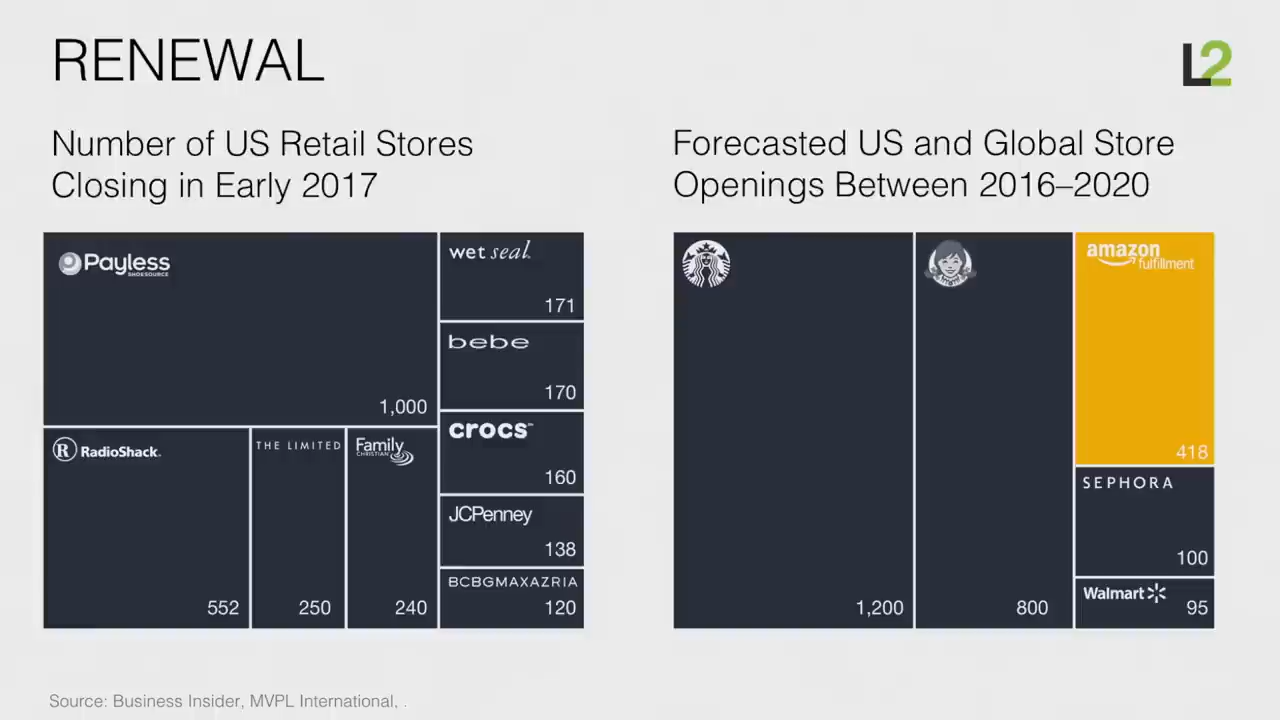 RENEWAL
L2
Number of US Retail Stores
Closing in Early 2017
Payless
SHOESOURCE
1,000
R RadioShack.
552
THE LIMITED
250
Family
CHRISTIAN
240
wet seal.
171
bebe
170
crocs™
160
JCPenney
138
BCBGMAXAZRIA
120
Forecasted US and Global Store
Openings Between 2016–2020
1,200
800
amazon
fulfillment
418
SEPHORA
100
Walmart
95
Source: Business Insider, MVPL International, .